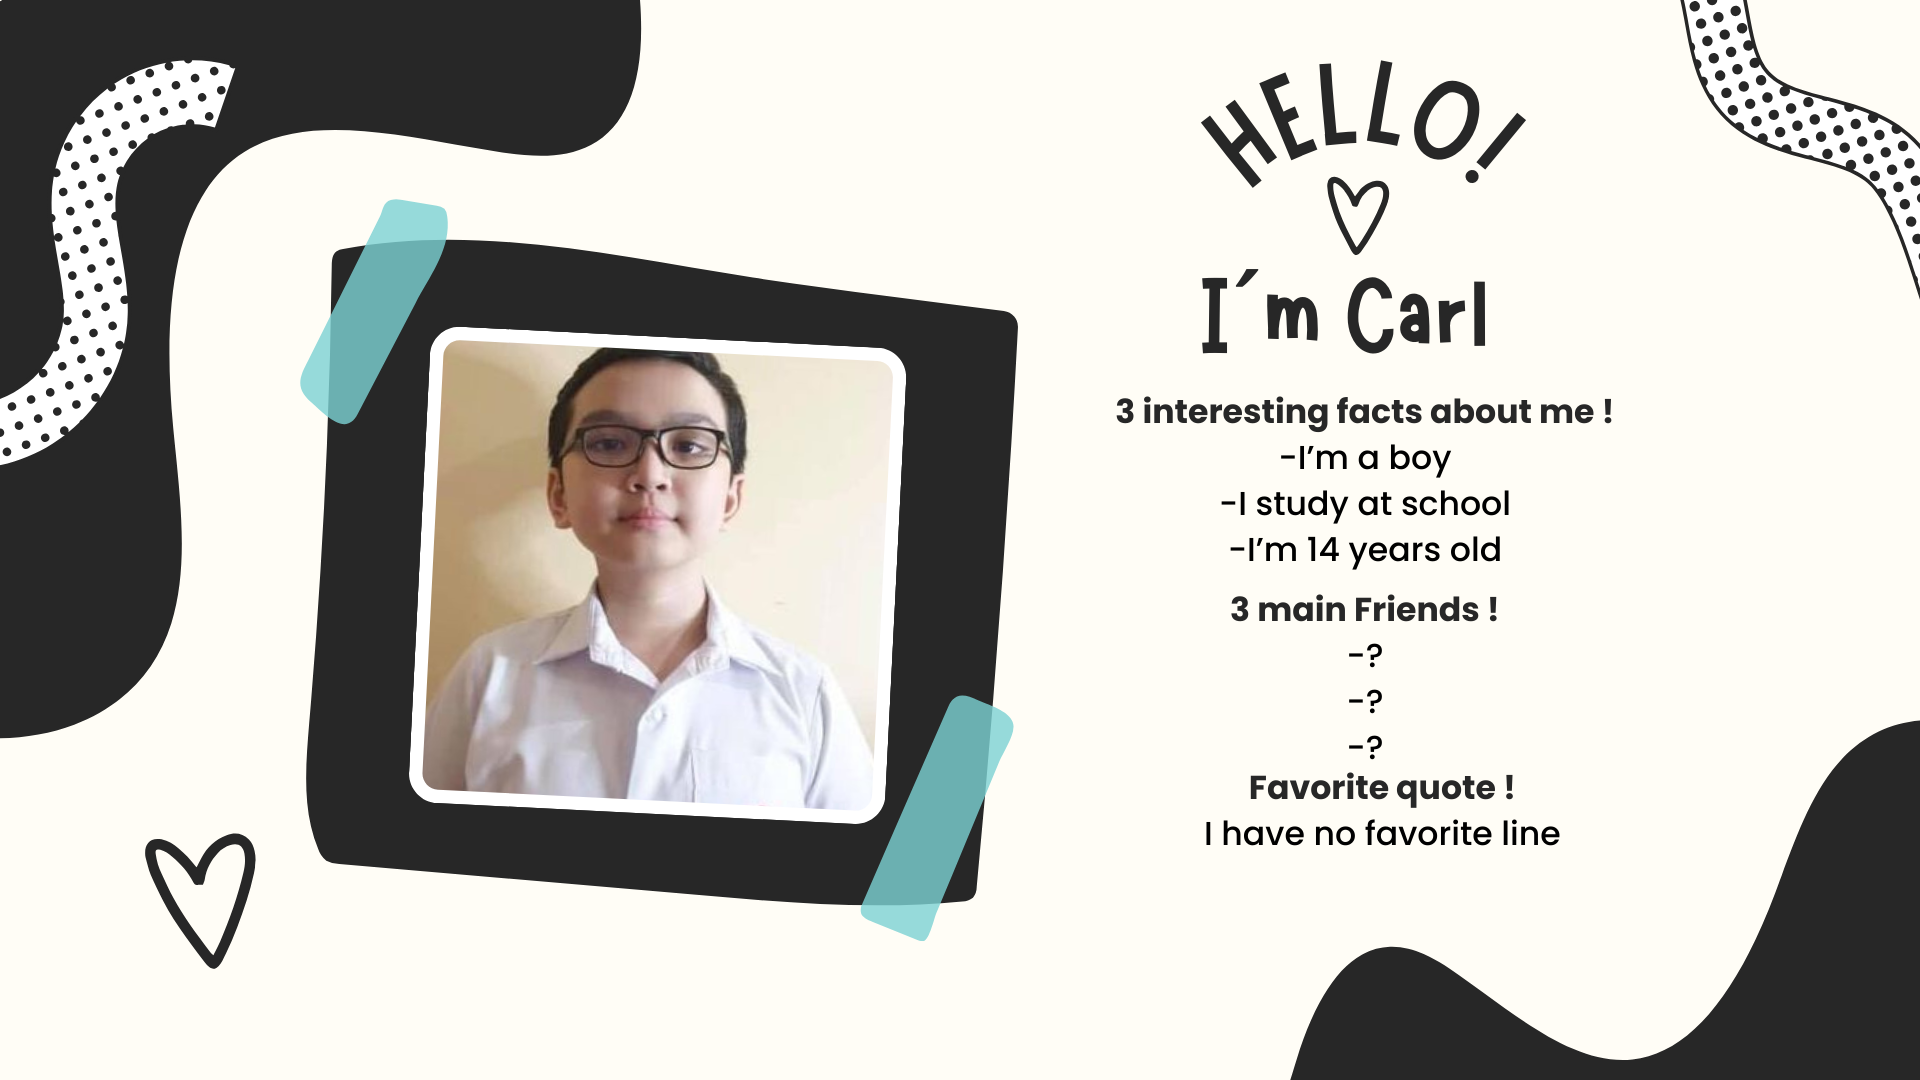 HELLO!
I´m Carl
3 interesting facts about me !
-I’m a boy
-I study at school
-I’m 14 years old
3 main Friends !
-?
-?
-?
Favorite quote !
I have no favorite line